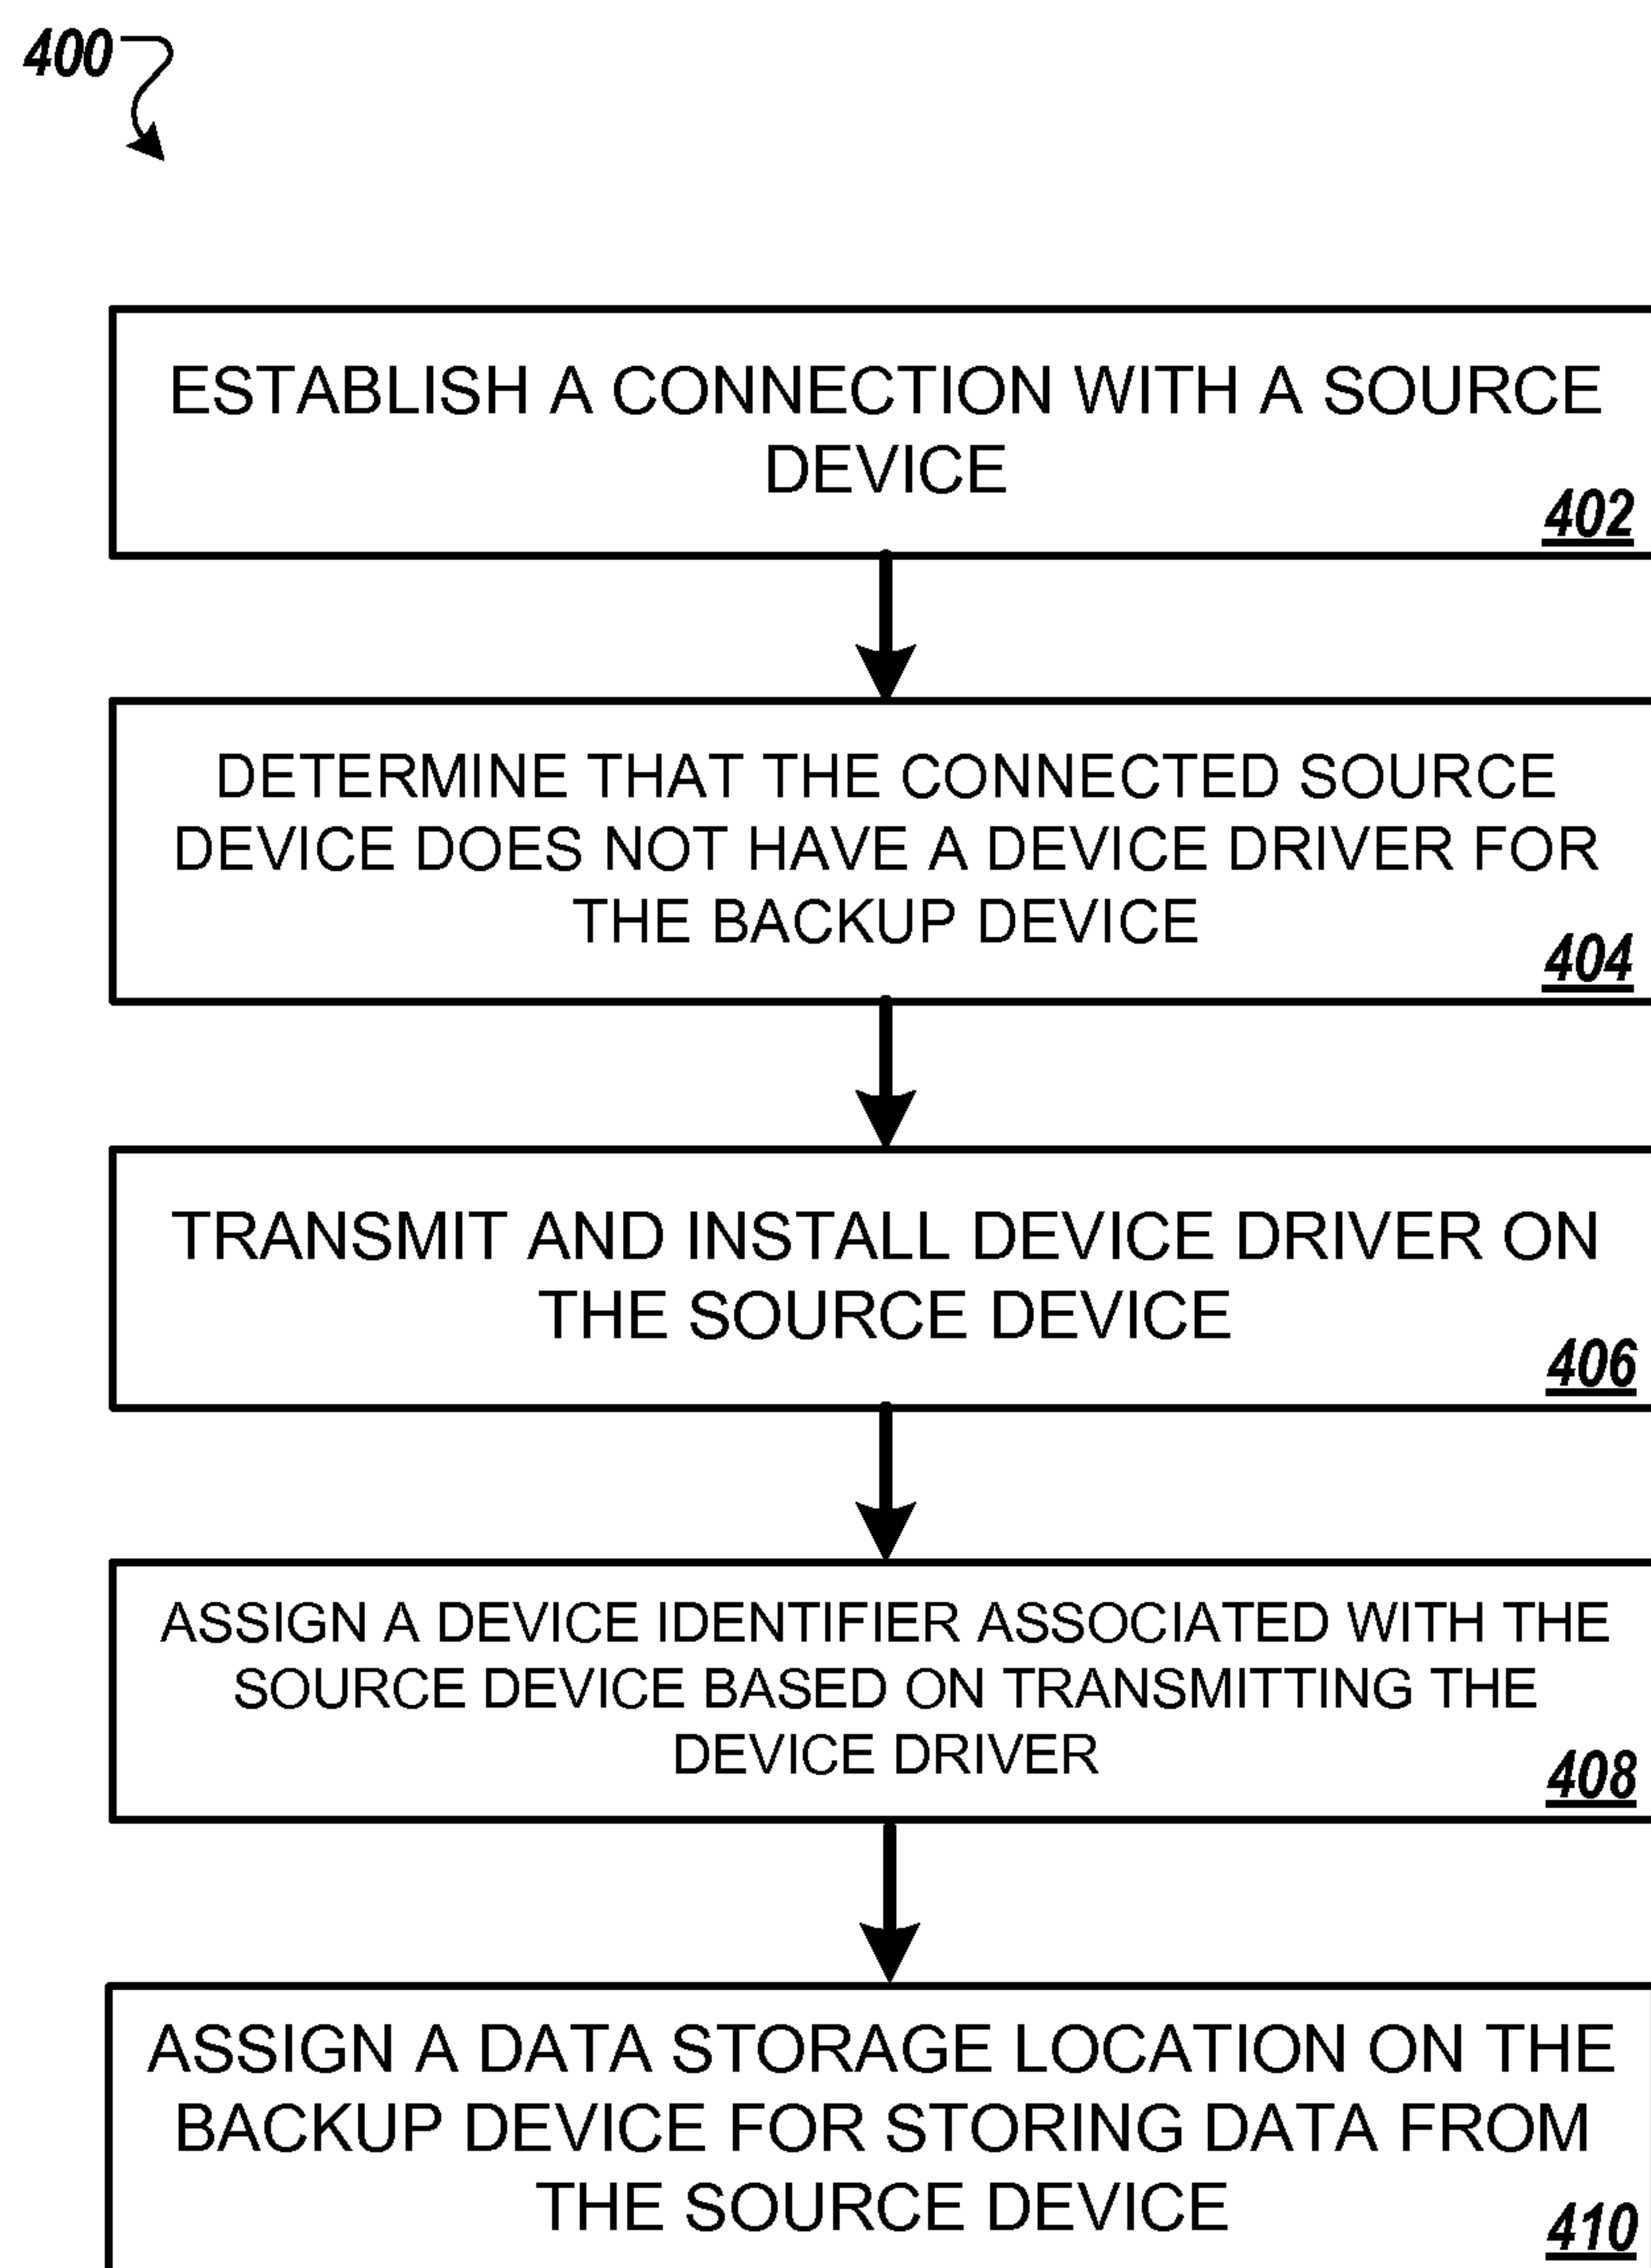 400
ESTABLISH A CONNECTION WITH A SOURCE
DEVICE
402
DETERMINE THAT THE CONNECTED SOURCE
DEVICE DOES NOT HAVE A DEVICE DRIVER FOR
THE BACKUP DEVICE
404
TRANSMIT AND INSTALL DEVICE DRIVER ON
THE SOURCE DEVICE
406
ASSIGN A DEVICE IDENTIFIER ASSOCIATED WITH THE
SOURCE DEVICE BASED ON TRANSMITTING THE
DEVICE DRIVER
408
ASSIGN A DATA STORAGE LOCATION ON THE
BACKUP DEVICE FOR STORING DATA FROM
THE SOURCE DEVICE
410